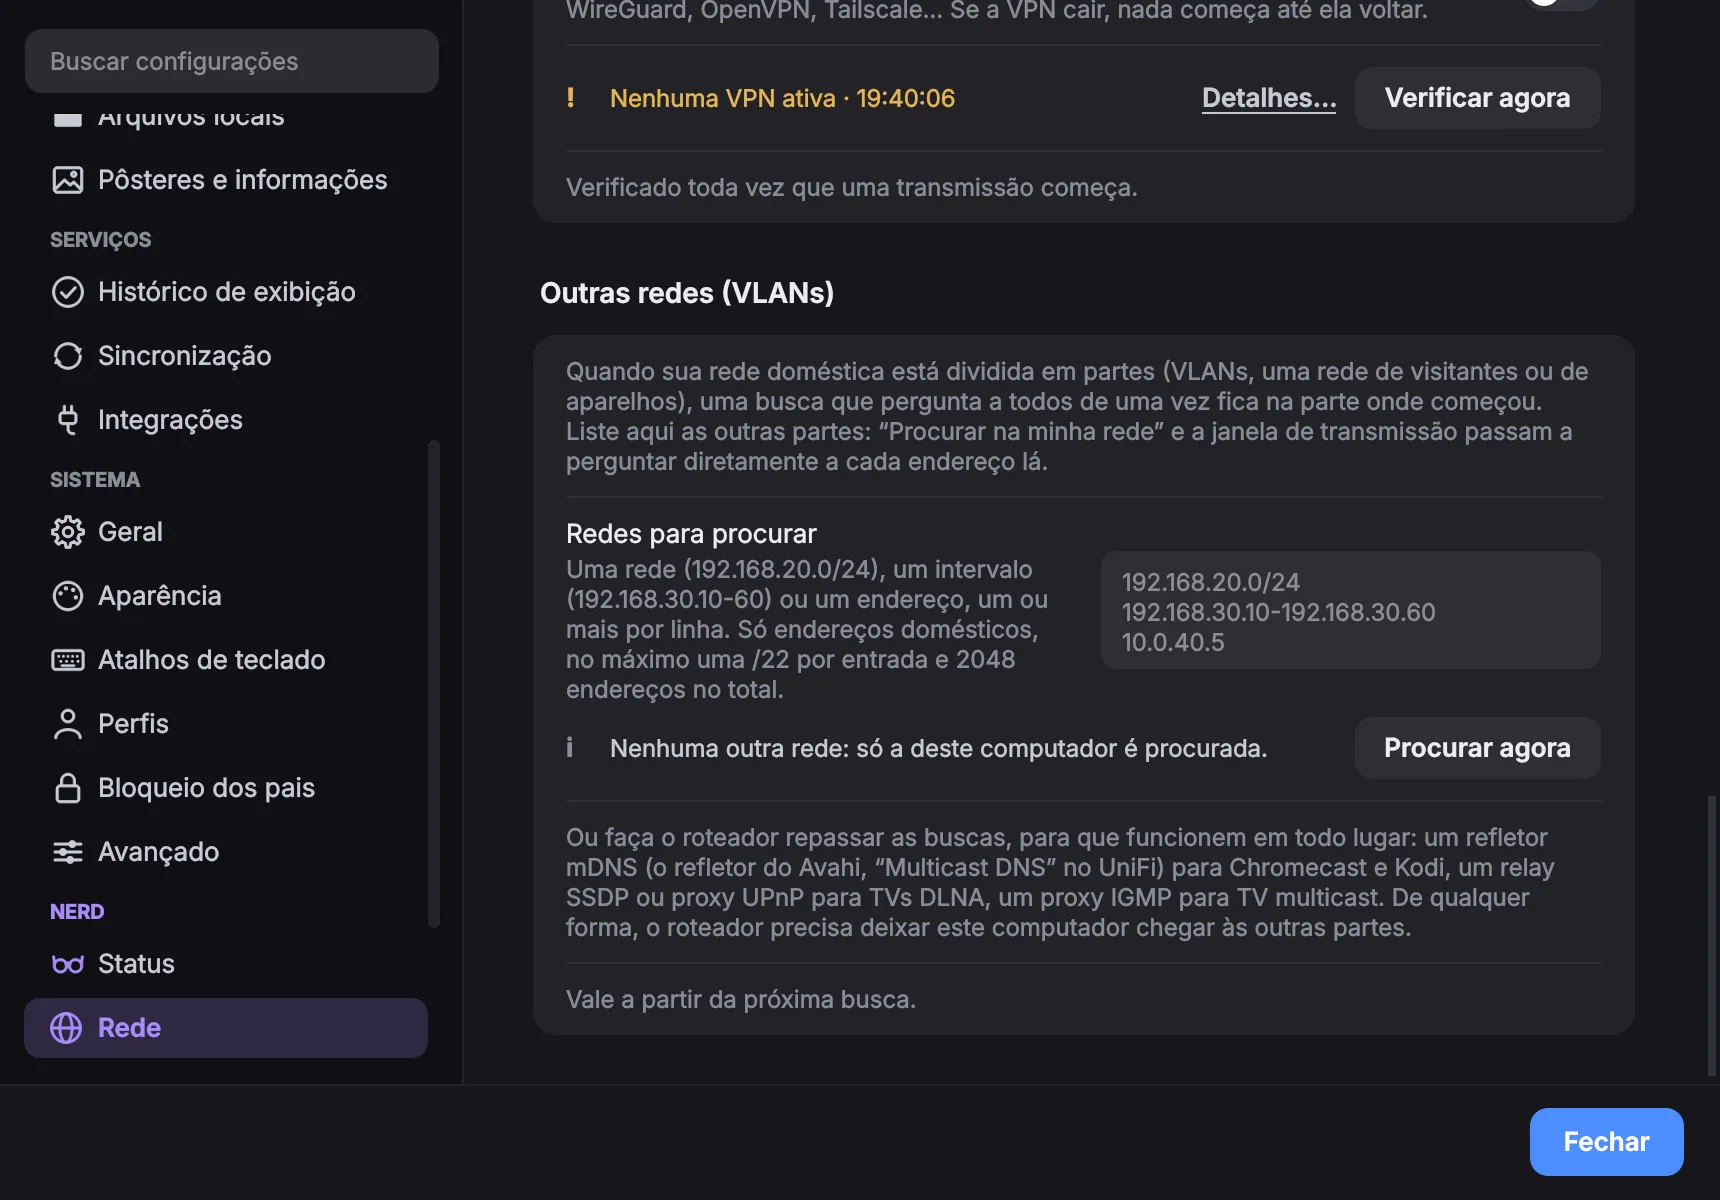 Buscar configurações
Arquivos locais
Pôsteres e informações
SERVIÇOS
Histórico de exibição
Sincronização
Integrações
SISTEMA
Geral
Aparência
Atalhos de teclado
Perfis
Bloqueio dos pais
Avançado
NERD
Status
Rede
WireGuard, OpenVPN, Tailscale... Se a VPN cair, nada começa até ela voltar.
! Nenhuma VPN ativa · 19:40:06
Detalhes...
Verificar agora
Verificado toda vez que uma transmissão começa.
Outras redes (VLANs)
Quando sua rede doméstica está dividida em partes (VLANs, uma rede de visitantes ou de
aparelhos), uma busca que pergunta a todos de uma vez fica na parte onde começou.
Liste aqui as outras partes: “Procurar na minha rede” e a janela de transmissão passam a
perguntar diretamente a cada endereço lá.
Redes para procurar
Uma rede (192.168.20.0/24), um intervalo
(192.168.30.10-60) ou um endereço, um ou
mais por linha. Só endereços domésticos,
no máximo uma /22 por entrada e 2048
endereços no total.
192.168.20.0/24
192.168.30.10-192.168.30.60
10.0.40.5
i Nenhuma outra rede: só a deste computador é procurada.
Procurar agora
Ou faça o roteador repassar as buscas, para que funcionem em todo lugar: um refletor
mDNS (o refletor do Avahi, “Multicast DNS” no UniFi) para Chromecast e Kodi, um relay
SSDP ou proxy UPnP para TVs DLNA, um proxy IGMP para TV multicast. De qualquer
forma, o roteador precisa deixar este computador chegar às outras partes.
Vale a partir da próxima busca.
Fechar